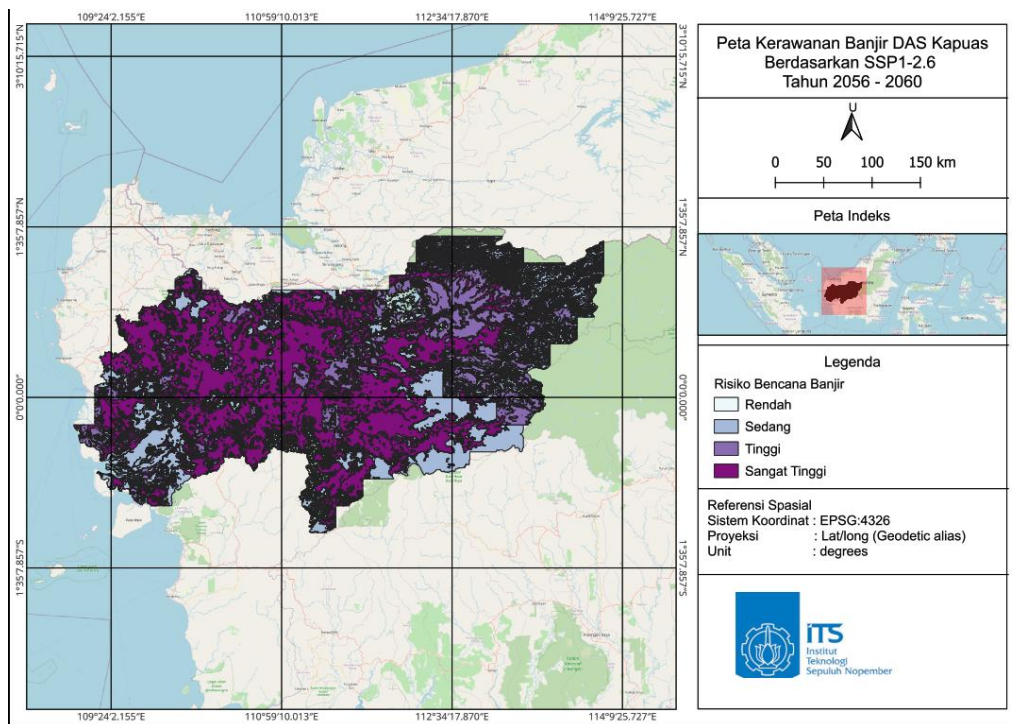 109°24'2.155"
110°59'10.013"
112°34'17.870"
114°9'25.727"
3°10'15.715"N
3°10'15.715"N
1°35'7.857"N
1°35'7.857"N
0°0'0.000"
0°0'0.000"
1°35'7.857"S
1°35'7.857"S
109°24'2.155"
110°59'10.013"
112°34'17.870"
114°9'25.727"
Peta Kerawanan Banjir DAS Kapuas
Berdasarkan SSP1-2.6
Tahun 2056 - 2060
U
0 50 100 150 km
Peta Indeks
Legenda
Risiko Bencana Banjir
Rendah
Sedang
Tinggi
Sangat Tinggi
Referensi Spasial
Sistem Koordinat : EPSG:4326
Proyeksi : Lat/long (Geodetic alias)
Unit : degrees
iTS
Institut
Teknologi
Sepuluh Nopember